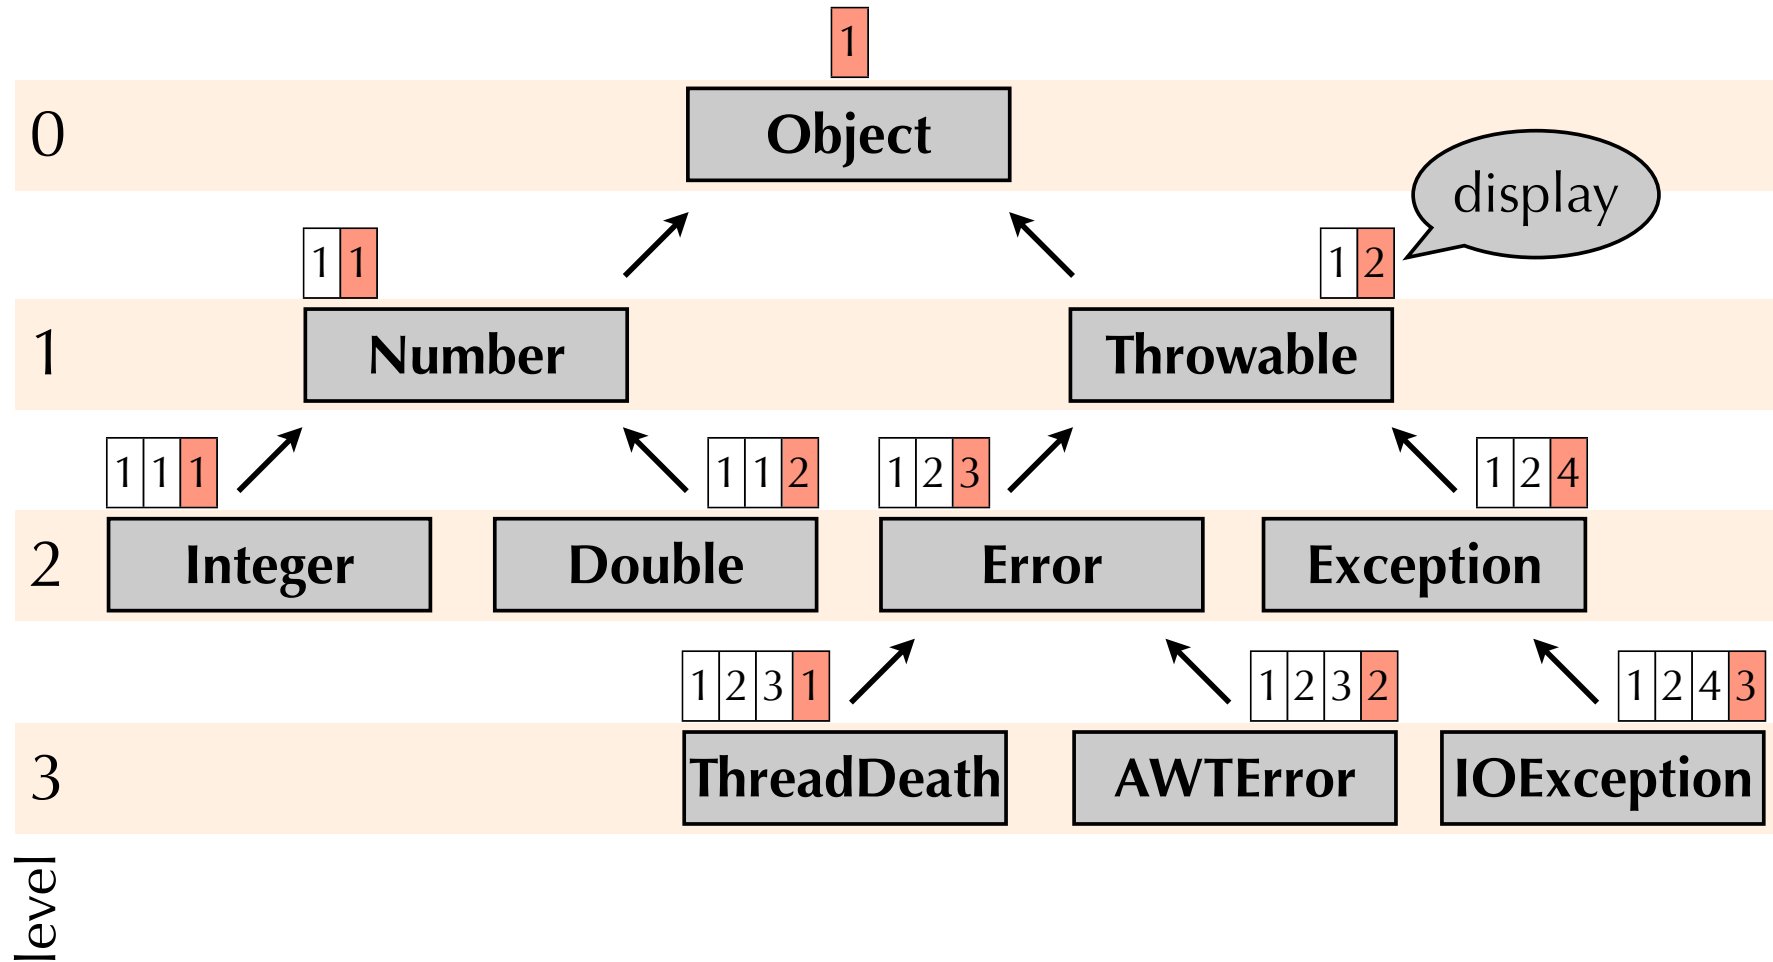 1
0 Object
display
1 1
1 2
1 Number Throwable
1 1 1
1 1 2
1 2 3
1 2 4
2 Integer Double Error Exception
1 2 3 1
1 2 3 2
1 2 4 3
3 ThreadDeath AWTError IOException
level